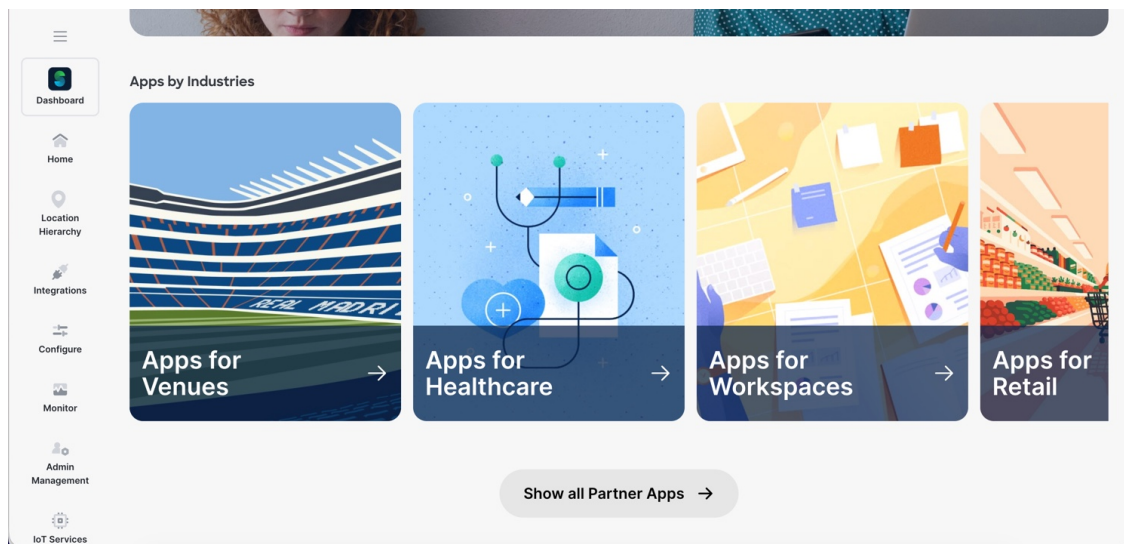 Dashboard
Home
Location
Hierarchy
Integrations
Configure
Monitor
Admin
Management
IoT Services
Apps by Industries
REAL MADRI
Apps for
Venues
Apps for
Healthcare
Apps for
Workspaces
Apps for
Retail
Show all Partner Apps